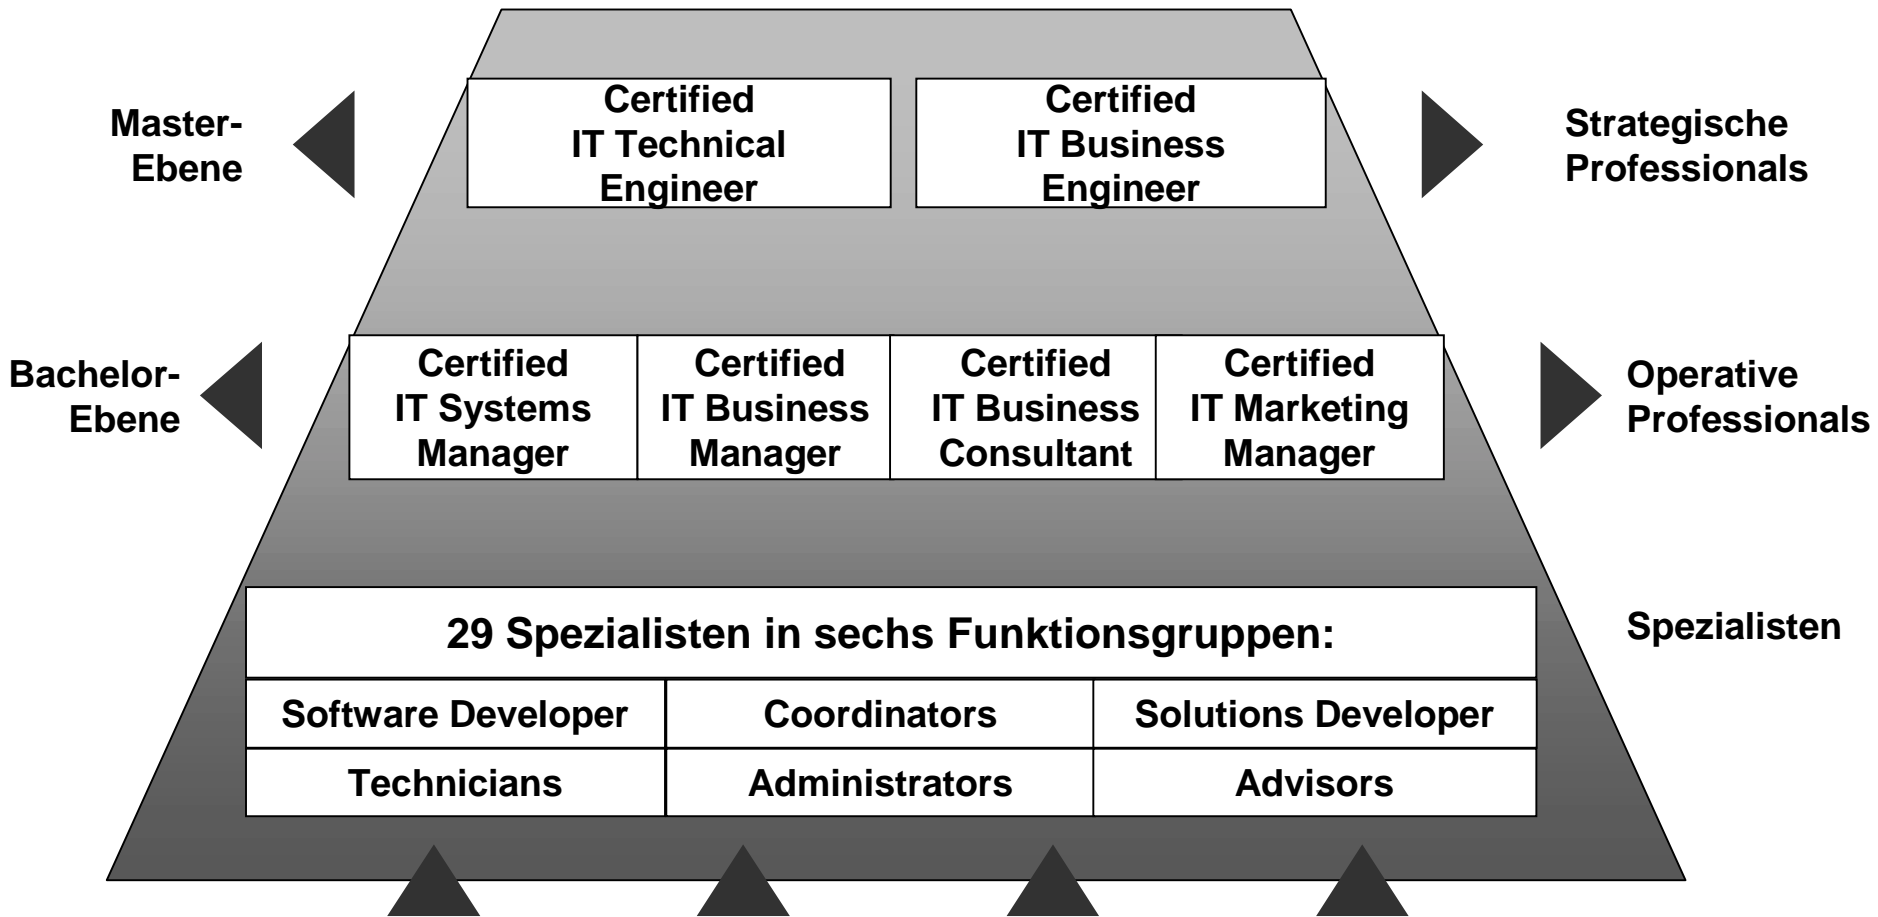 Master-
Ebene
Certified
IT Technical
Engineer
Certified
IT Business
Engineer
Strategische
Professionals
Bachelor-
Ebene
Certified
IT Systems
Manager
Certified
IT Business
Manager
Certified
IT Business
Consultant
Certified
IT Marketing
Manager
Operative
Professionals
29 Spezialisten in sechs Funktionsgruppen:
Spezialisten
Software Developer
Coordinators
Solutions Developer
Technicians
Administrators
Advisors